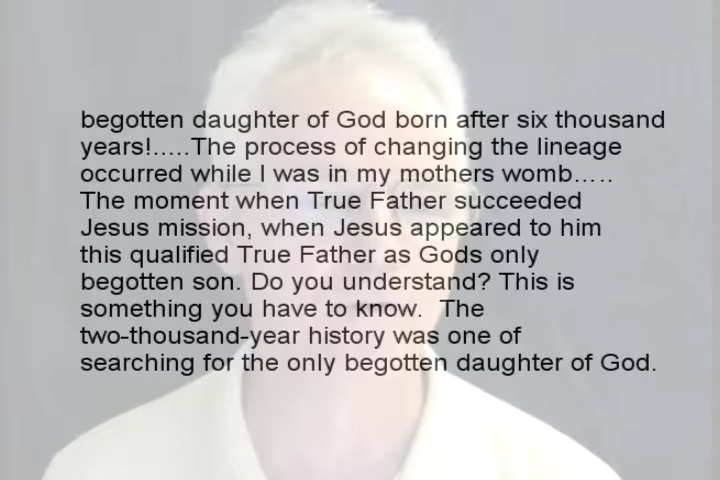 begotten daughter of God born after six thousand
years!.....The process of changing the lineage
occurred while I was in my mothers womb.....
The moment when True Father succeeded
Jesus mission, when Jesus appeared to him
this qualified True Father as Gods only
begotten son. Do you understand? This is
something you have to know.  The
two-thousand-year history was one of
searching for the only begotten daughter of God.